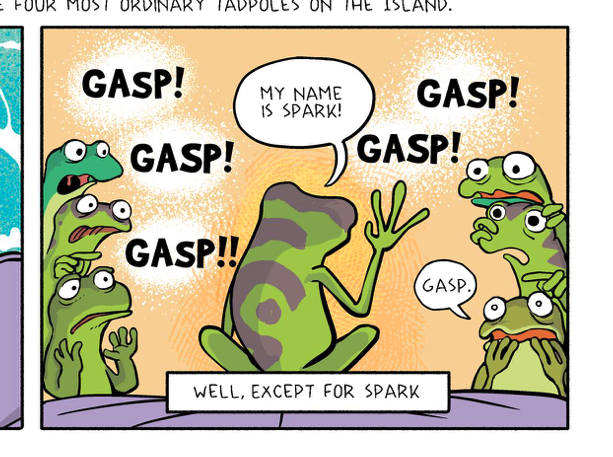 FOUR MOST ORDINARY TADPOLES ON THE ISLAND.
GASP!
GASP!
GASP!!
MY NAME
IS SPARK!
GASP!
GASP!
GASP.
WELL, EXCEPT FOR SPARK